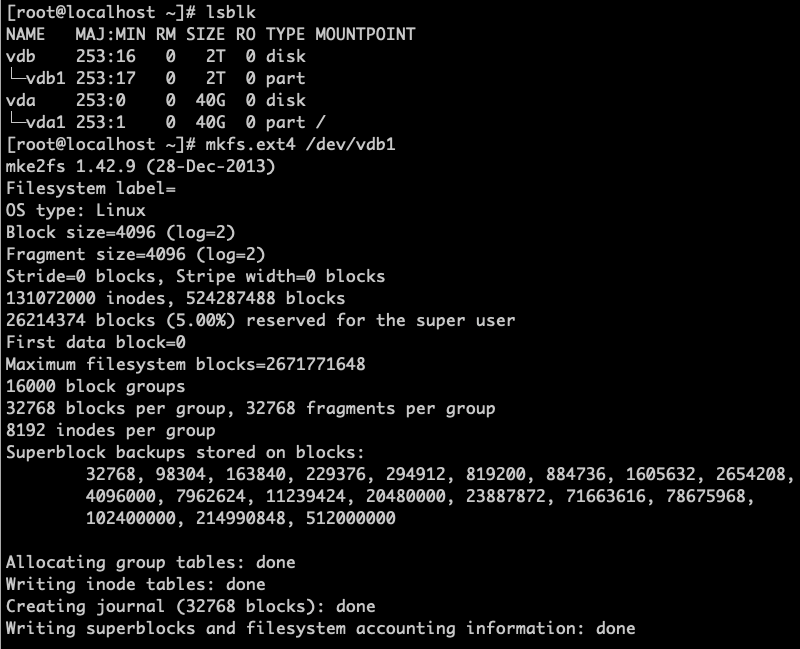 [root@localhost ~]# lsblk
NAME   MAJ:MIN RM SIZE RO TYPE MOUNTPOINT
vdb    253:16   0   2T  0 disk
└─vdb1 253:17   0   2T  0 part
vda    253:0    0  40G  0 disk
└─vda1 253:1    0  40G  0 part /
[root@localhost ~]# mkfs.ext4 /dev/vdb1
mke2fs 1.42.9 (28-Dec-2013)
Filesystem label=
OS type: Linux
Block size=4096 (log=2)
Fragment size=4096 (log=2)
Stride=0 blocks, Stripe width=0 blocks
131072000 inodes, 524287488 blocks
26214374 blocks (5.00%) reserved for the super user
First data block=0
Maximum filesystem blocks=2671771648
16000 block groups
32768 blocks per group, 32768 fragments per group
8192 inodes per group
Superblock backups stored on blocks:
        32768, 98304, 163840, 229376, 294912, 819200, 884736, 1605632, 2654208,
        4096000, 7962624, 11239424, 20480000, 23887872, 71663616, 78675968,
        102400000, 214990848, 512000000

Allocating group tables: done
Writing inode tables: done
Creating journal (32768 blocks): done
Writing superblocks and filesystem accounting information: done